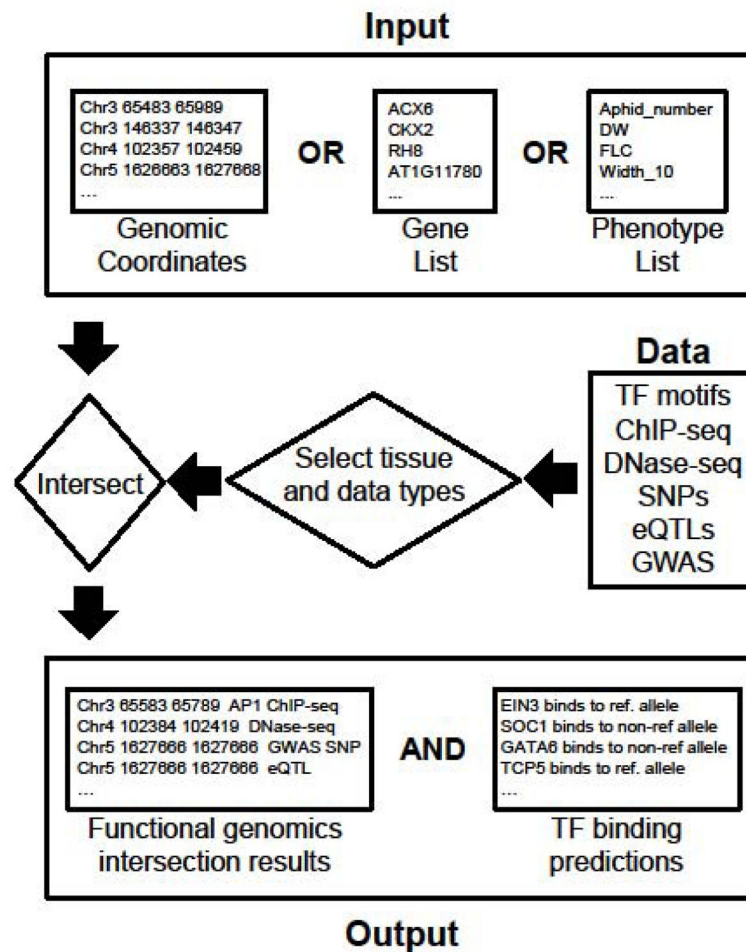 Input
Chr3 65483 65989
Chr3 146337 146347
Chr4 102357 102459
Chr5 1626663 1627668
...
Genomic
Coordinates
OR
ACX6
CKX2
RH8
AT1G11780
...
Gene
List
OR
Aphid_number
DW
FLC
Width_10
...
Phenotype
List
Data
TF motifs
ChIP-seq
DNase-seq
SNPs
eQTLs
GWAS
Select tissue
and data types
Intersect
Chr3 65583 65789 AP1 ChIP-seq
Chr4 102384 102419 DNase-seq
Chr5 1627666 1627666 GWAS SNP
Chr5 1627666 1627666 eQTL
...
Functional genomics
intersection results
AND
EIN3 binds to ref. allele
SOC1 binds to non-ref allele
GATA6 binds to non-ref allele
TCP5 binds to ref. allele
...
TF binding
predictions
Output